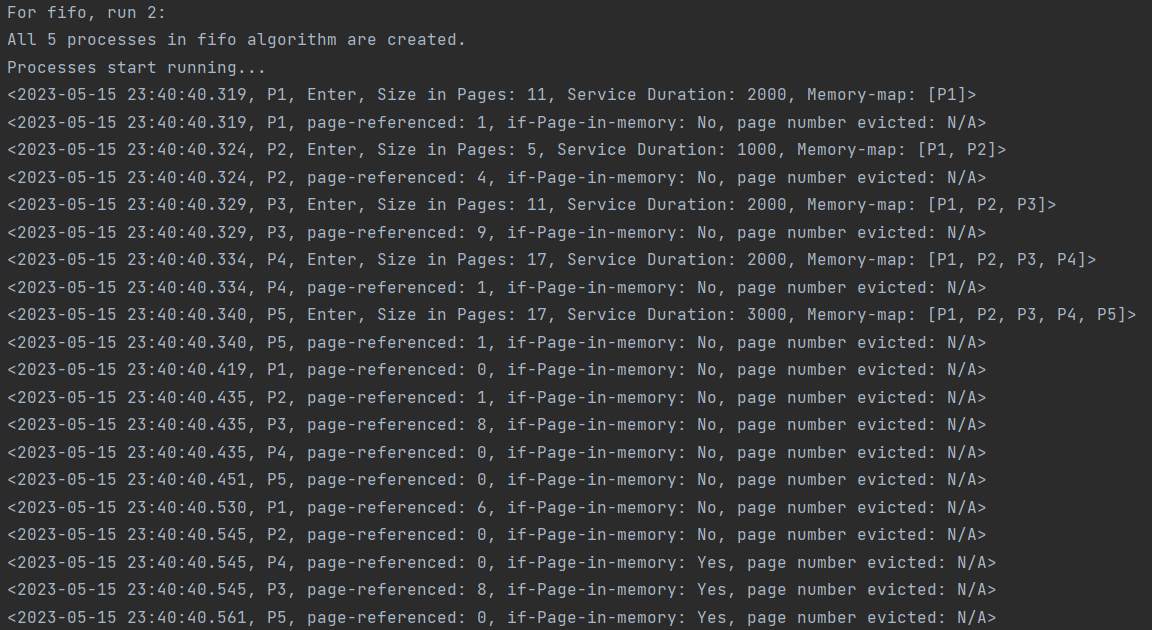 For fifo, run 2:
All 5 processes in fifo algorithm are created.
Processes start running...
<2023-05-15 23:40:40.319, P1, Enter, Size in Pages: 11, Service Duration: 2000, Memory-map: [P1]>
<2023-05-15 23:40:40.319, P1, page-referenced: 1, if-Page-in-memory: No, page number evicted: N/A>
<2023-05-15 23:40:40.324, P2, Enter, Size in Pages: 5, Service Duration: 1000, Memory-map: [P1, P2]>
<2023-05-15 23:40:40.324, P2, page-referenced: 4, if-Page-in-memory: No, page number evicted: N/A>
<2023-05-15 23:40:40.329, P3, Enter, Size in Pages: 11, Service Duration: 2000, Memory-map: [P1, P2, P3]>
<2023-05-15 23:40:40.329, P3, page-referenced: 9, if-Page-in-memory: No, page number evicted: N/A>
<2023-05-15 23:40:40.334, P4, Enter, Size in Pages: 17, Service Duration: 2000, Memory-map: [P1, P2, P3, P4]>
<2023-05-15 23:40:40.334, P4, page-referenced: 1, if-Page-in-memory: No, page number evicted: N/A>
<2023-05-15 23:40:40.340, P5, Enter, Size in Pages: 17, Service Duration: 3000, Memory-map: [P1, P2, P3, P4, P5]>
<2023-05-15 23:40:40.340, P5, page-referenced: 1, if-Page-in-memory: No, page number evicted: N/A>
<2023-05-15 23:40:40.419, P1, page-referenced: 0, if-Page-in-memory: No, page number evicted: N/A>
<2023-05-15 23:40:40.435, P2, page-referenced: 1, if-Page-in-memory: No, page number evicted: N/A>
<2023-05-15 23:40:40.435, P3, page-referenced: 8, if-Page-in-memory: No, page number evicted: N/A>
<2023-05-15 23:40:40.435, P4, page-referenced: 0, if-Page-in-memory: No, page number evicted: N/A>
<2023-05-15 23:40:40.451, P5, page-referenced: 0, if-Page-in-memory: No, page number evicted: N/A>
<2023-05-15 23:40:40.530, P1, page-referenced: 6, if-Page-in-memory: No, page number evicted: N/A>
<2023-05-15 23:40:40.545, P2, page-referenced: 0, if-Page-in-memory: No, page number evicted: N/A>
<2023-05-15 23:40:40.545, P4, page-referenced: 0, if-Page-in-memory: Yes, page number evicted: N/A>
<2023-05-15 23:40:40.545, P3, page-referenced: 8, if-Page-in-memory: Yes, page number evicted: N/A>
<2023-05-15 23:40:40.561, P5, page-referenced: 0, if-Page-in-memory: Yes, page number evicted: N/A>